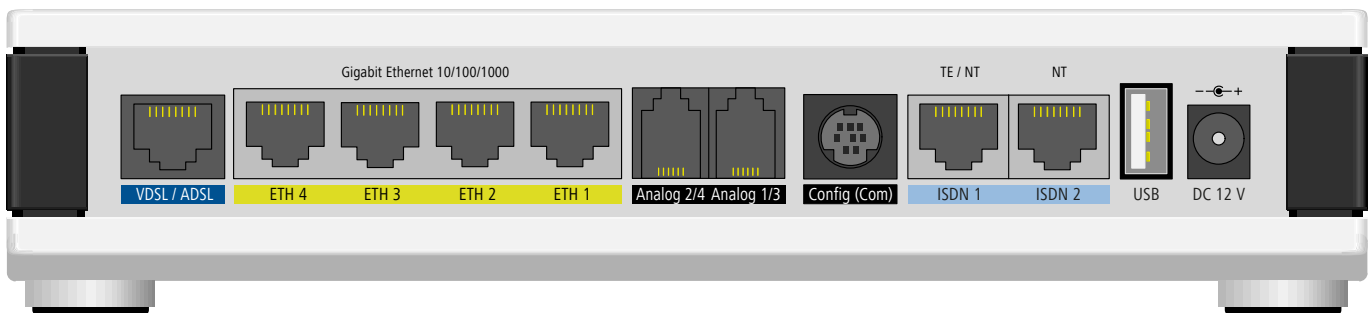 Gigabit Ethernet 10/100/1000
TE / NT
NT
- +
VDSL / ADSL
ETH 4
ETH 3
ETH 2
ETH 1
Analog 2/4
Analog 1/3
Config (Com)
ISDN 1
ISDN 2
USB
DC 12 V